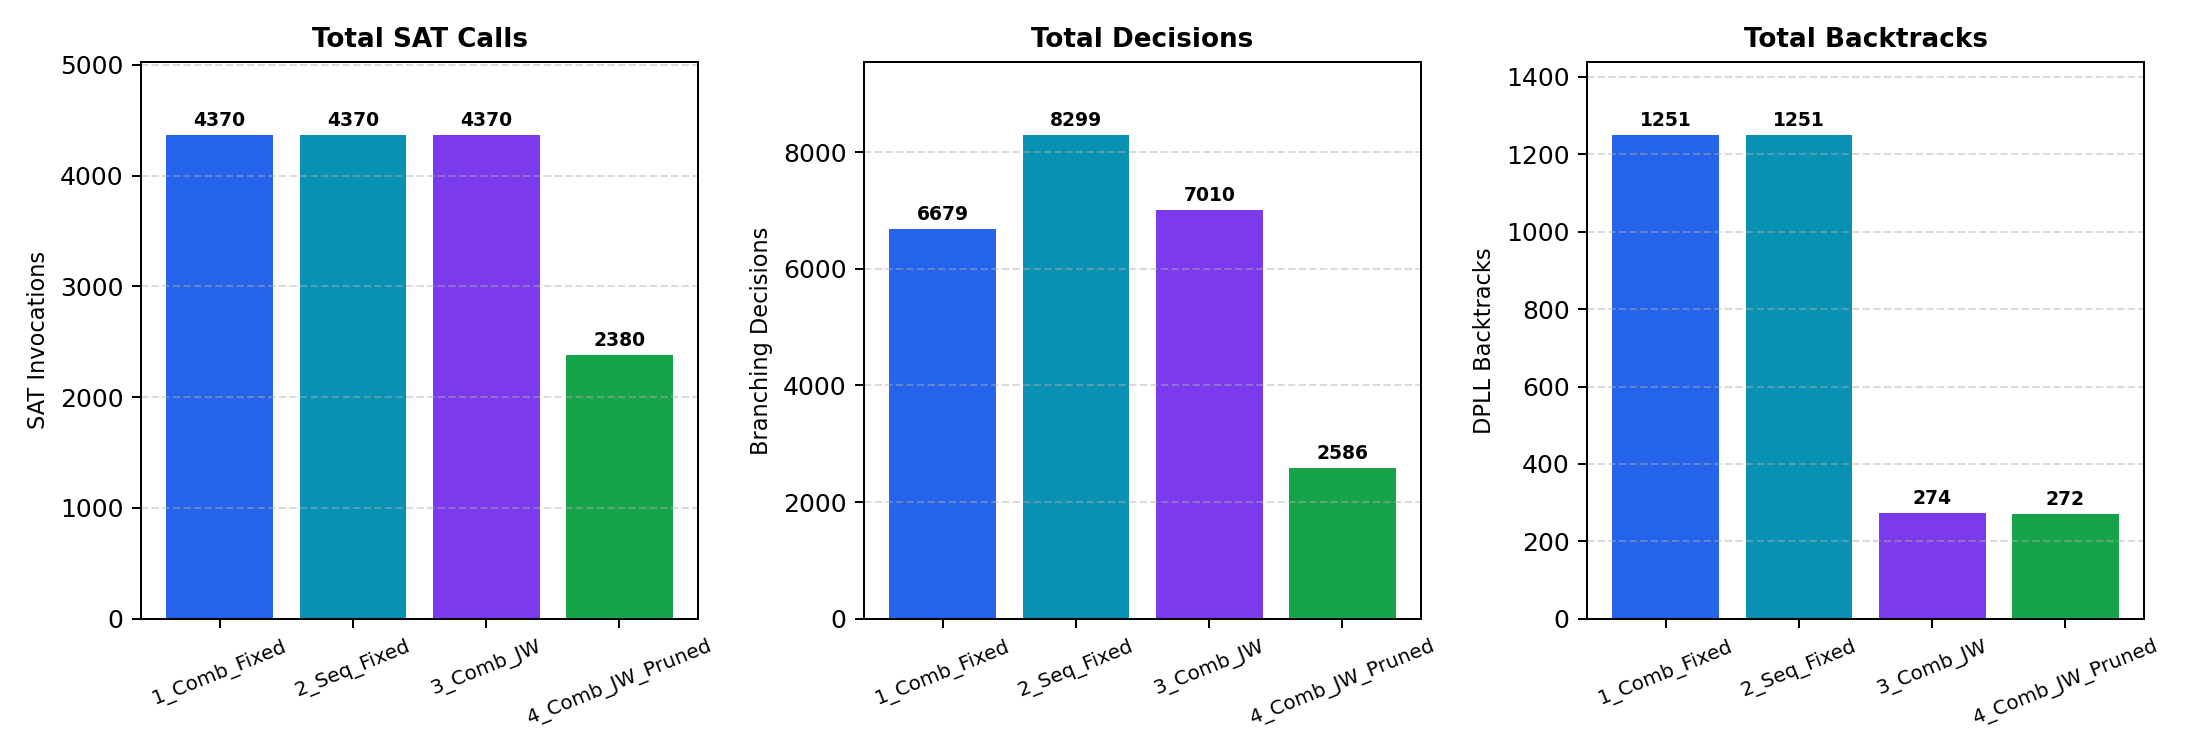 Total SAT Calls
SAT Invocations
5000
4000
3000
2000
1000
0
4370
4370
4370
2380
1_Comb_Fixed
2_Seq_Fixed
3_Comb_JW
4_Comb_JW_Pruned
Total Decisions
Branching Decisions
8000
6000
4000
2000
0
6679
8299
7010
2586
1_Comb_Fixed
2_Seq_Fixed
3_Comb_JW
4_Comb_JW_Pruned
Total Backtracks
DPLL Backtracks
1400
1200
1000
800
600
400
200
0
1251
1251
274
272
1_Comb_Fixed
2_Seq_Fixed
3_Comb_JW
4_Comb_JW_Pruned